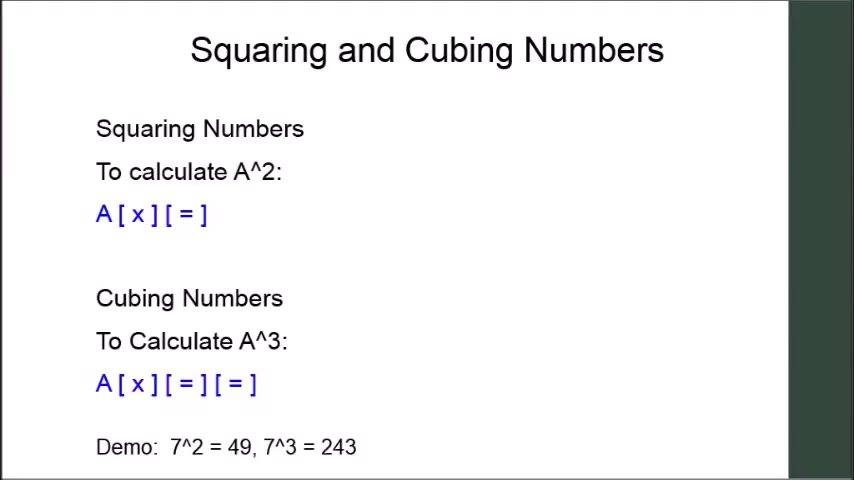 Squaring and Cubing Numbers
Squaring Numbers
To calculate A^2:
A [ x ] [ = ]
Cubing Numbers
To Calculate A^3:
A [ x ] [ = ] [ = ]
Demo:  7^2 = 49, 7^3 = 243